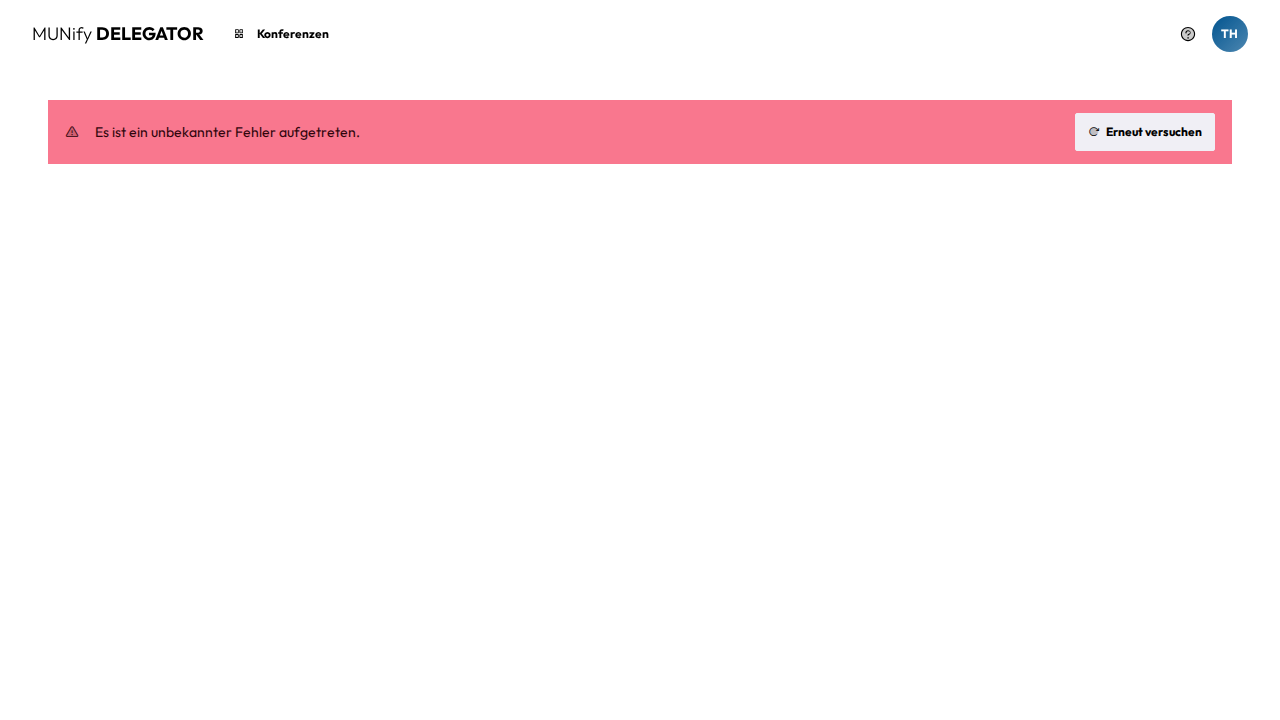 MUNify DELEGATOR
Konferenzen
TH
Es ist ein unbekannter Fehler aufgetreten.
Erneut versuchen